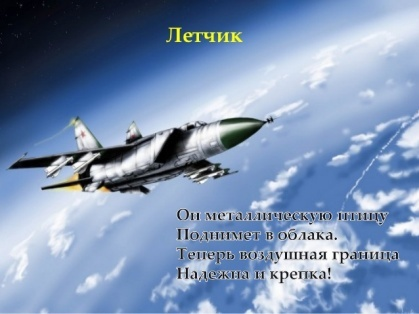 Летчик
Он металлическую птицу
Поднимет в облака.
Теперь воздушная граница
Надежна и крепка!